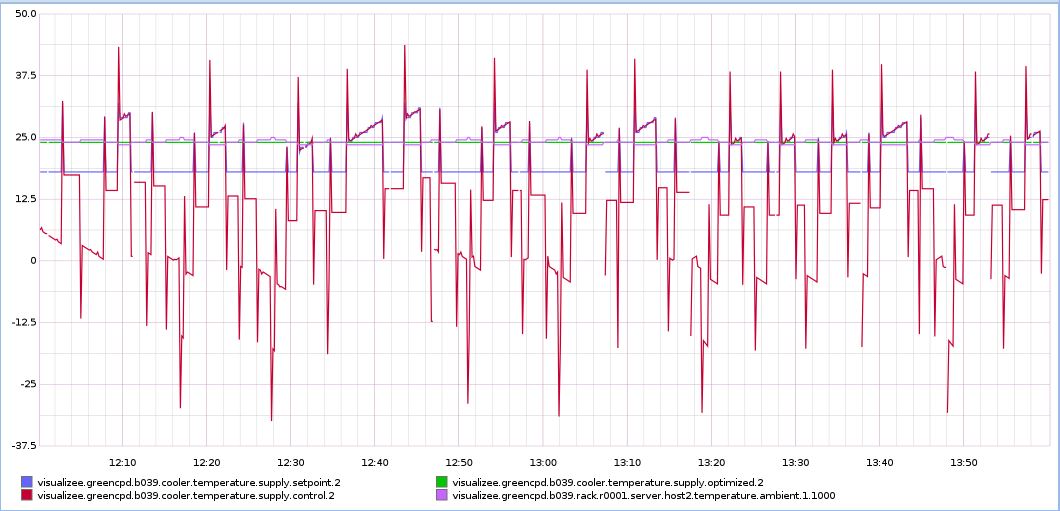 50.0
37.5
25.0
12.5
0
-12.5
-25
-37.5
12:10 12:20 12:30 12:40 12:50 13:00 13:10 13:20 13:30 13:40 13:50
visualizee.greencpd.b039.cooler.temperature.supply.setpoint.2 visualizee.greencpd.b039.cooler.temperature.supply.optimized.2
visualizee.greencpd.b039.cooler.temperature.supply.control.2 visualizee.greencpd.b039.rack.r0001.server.host2.temperature.ambient.1.1000